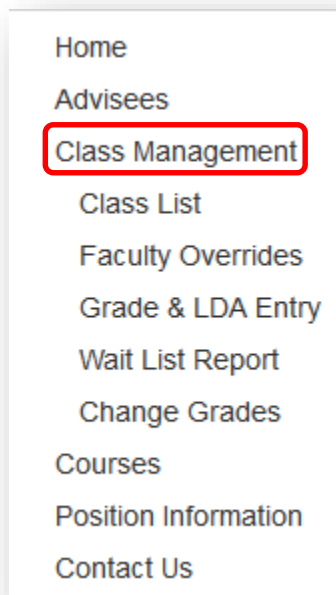 Home
Advisees
Class Management
Class List
Faculty Overrides
Grade & LDA Entry
Wait List Report
Change Grades
Courses
Position Information
Contact Us